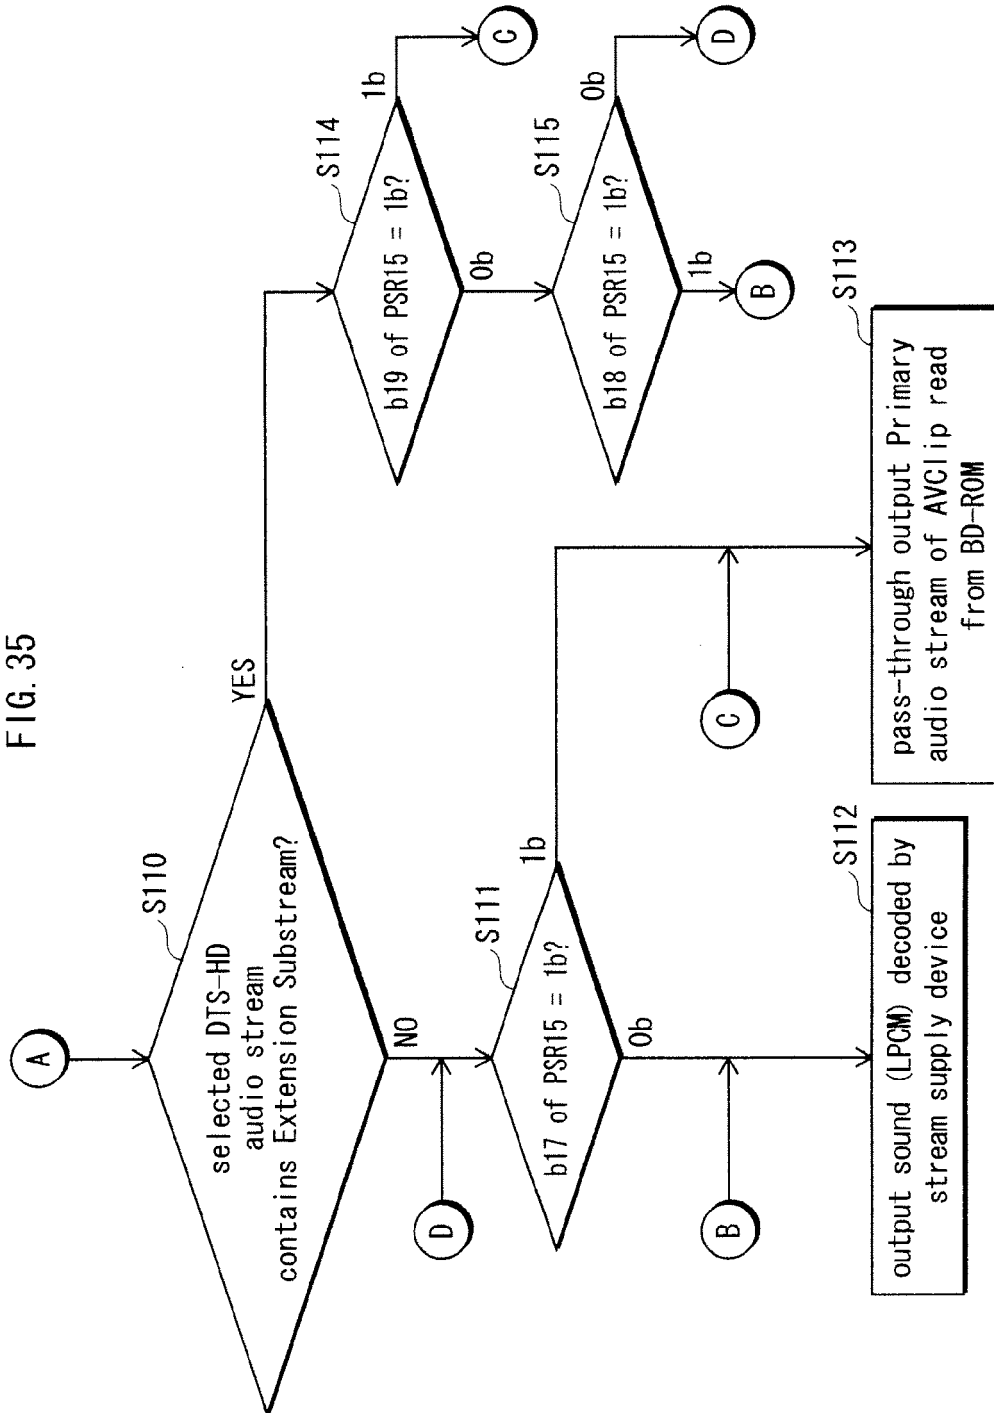 FIG. 35
A
selected DTS-HD
audio stream
contains Extension Substream?
S110
YES
NO
D
b17 of PSR15 = 1b?
S111
1b
0b
B
output sound (LPCM) decoded by
stream supply device
S112
C
pass-through output Primary
audio stream of AVClip read
from BD-ROM
S113
b19 of PSR15 = 1b?
S114
1b
C
0b
b18 of PSR15 = 1b?
S115
0b
D
1b
B